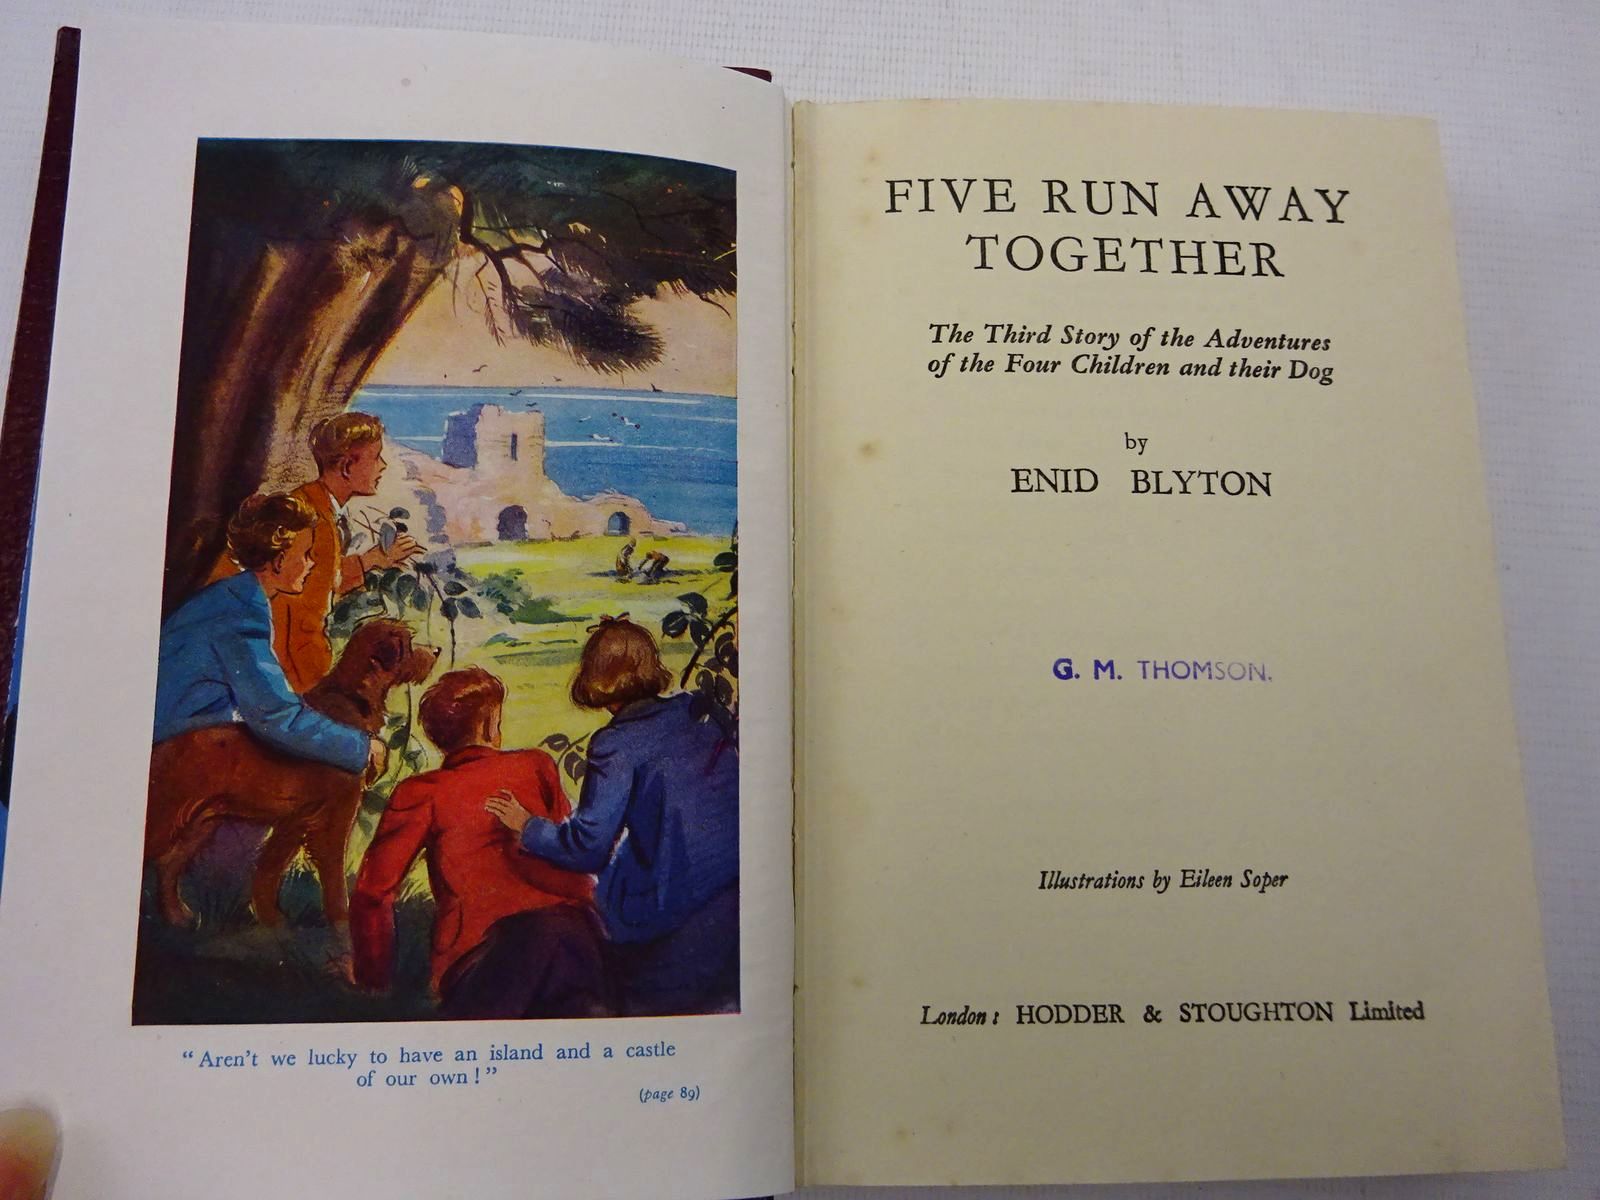 “Aren’t we lucky to have an island and a castle
of our own!”
(page 89)
FIVE RUN AWAY
TOGETHER
The Third Story of the Adventures
of the Four Children and their Dog
by
ENID BLYTON
G. M. THOMSON.
Illustrations by Eileen Soper
London: HODDER & STOUGHTON Limited